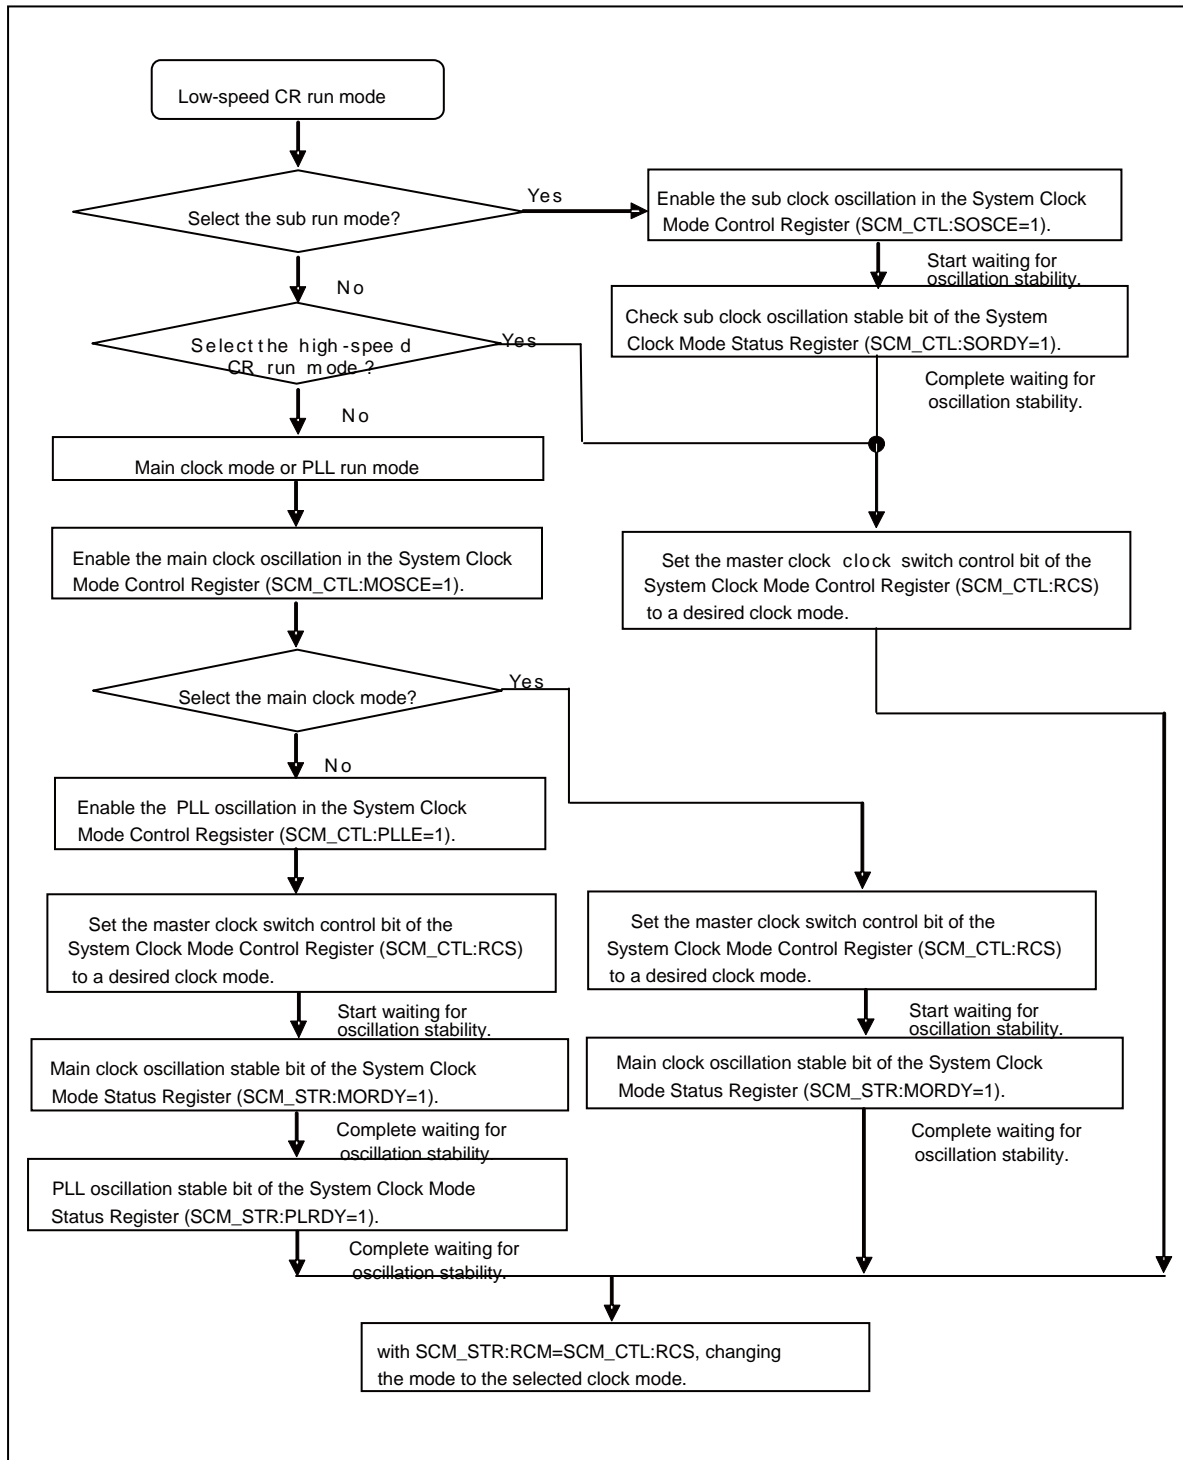 Low-speed CR run mode
Select the sub run mode?
Yes
Enable the sub clock oscillation in the System Clock
Mode Control Register (SCM_CTL:SOSCE=1).
Start waiting for
oscillation stability.
No
Check sub clock oscillation stable bit of the System
Clock Mode Status Register (SCM_CTL:SORDY=1).
Select the high-speed
CR run mode?
Yes
Complete waiting for
oscillation stability.
No
Main clock mode or PLL run mode
Enable the main clock oscillation in the System Clock
Mode Control Register (SCM_CTL:MOSCE=1).
Set the master clock clock switch control bit of the
System Clock Mode Control Register (SCM_CTL:RCS)
to a desired clock mode.
Select the main clock mode?
Yes
No
Enable the PLL oscillation in the System Clock
Mode Control Regsister (SCM_CTL:PLLE=1).
Set the master clock switch control bit of the
System Clock Mode Control Register (SCM_CTL:RCS)
to a desired clock mode.
Set the master clock switch control bit of the
System Clock Mode Control Register (SCM_CTL:RCS)
to a desired clock mode.
Start waiting for
oscillation stability.
Start waiting for
oscillation stability.
Main clock oscillation stable bit of the System Clock
Mode Status Register (SCM_STR:MORDY=1).
Main clock oscillation stable bit of the System Clock
Mode Status Register (SCM_STR:MORDY=1).
Complete waiting for
oscillation stability
Complete waiting for
oscillation stability.
PLL oscillation stable bit of the System Clock Mode
Status Register (SCM_STR:PLRDY=1).
Complete waiting for
oscillation stability.
with SCM_STR:RCM=SCM_CTL:RCS, changing
the mode to the selected clock mode.